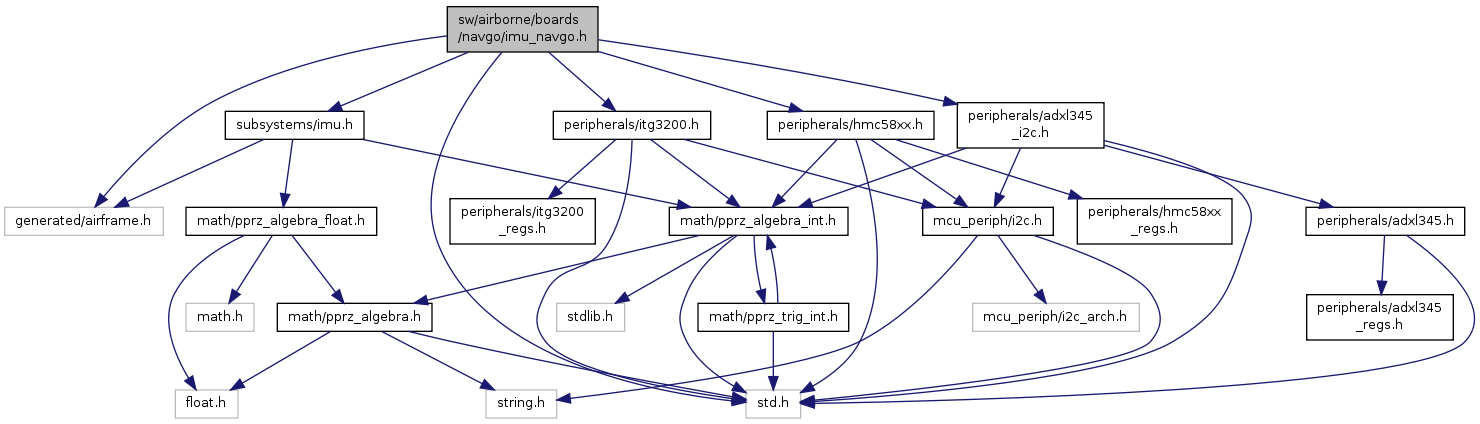 sw/airborne/boards
/navgo/imu_navgo.h
subsystems/imu.h
peripherals/itg3200.h
peripherals/hmc58xx.h
peripherals/adxl345
_i2c.h
generated/airframe.h
math/pprz_algebra_float.h
peripherals/itg3200
_regs.h
math/pprz_algebra_int.h
mcu_periph/i2c.h
peripherals/hmc58xx
_regs.h
peripherals/adxl345.h
math.h
math/pprz_algebra.h
stdlib.h
math/pprz_trig_int.h
mcu_periph/i2c_arch.h
peripherals/adxl345
_regs.h
float.h
string.h
std.h